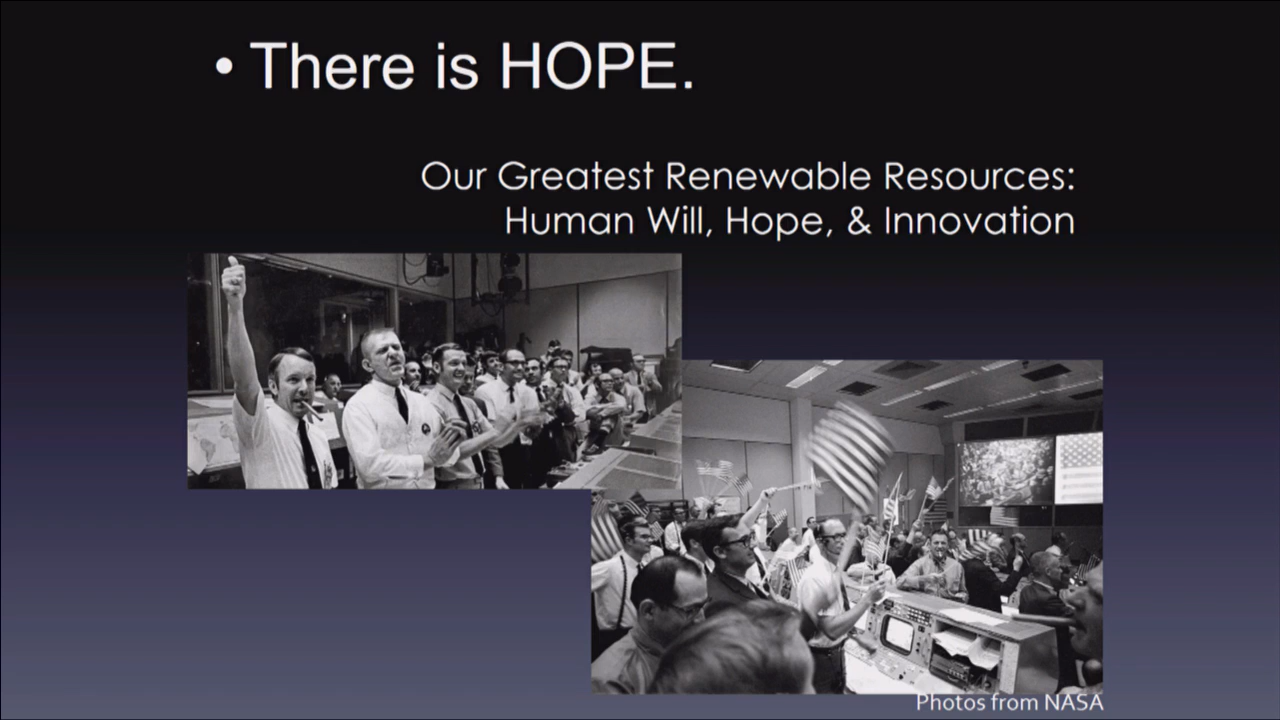 • There is HOPE.
Our Greatest Renewable Resources:
Human Will, Hope, & Innovation
Photos from NASA